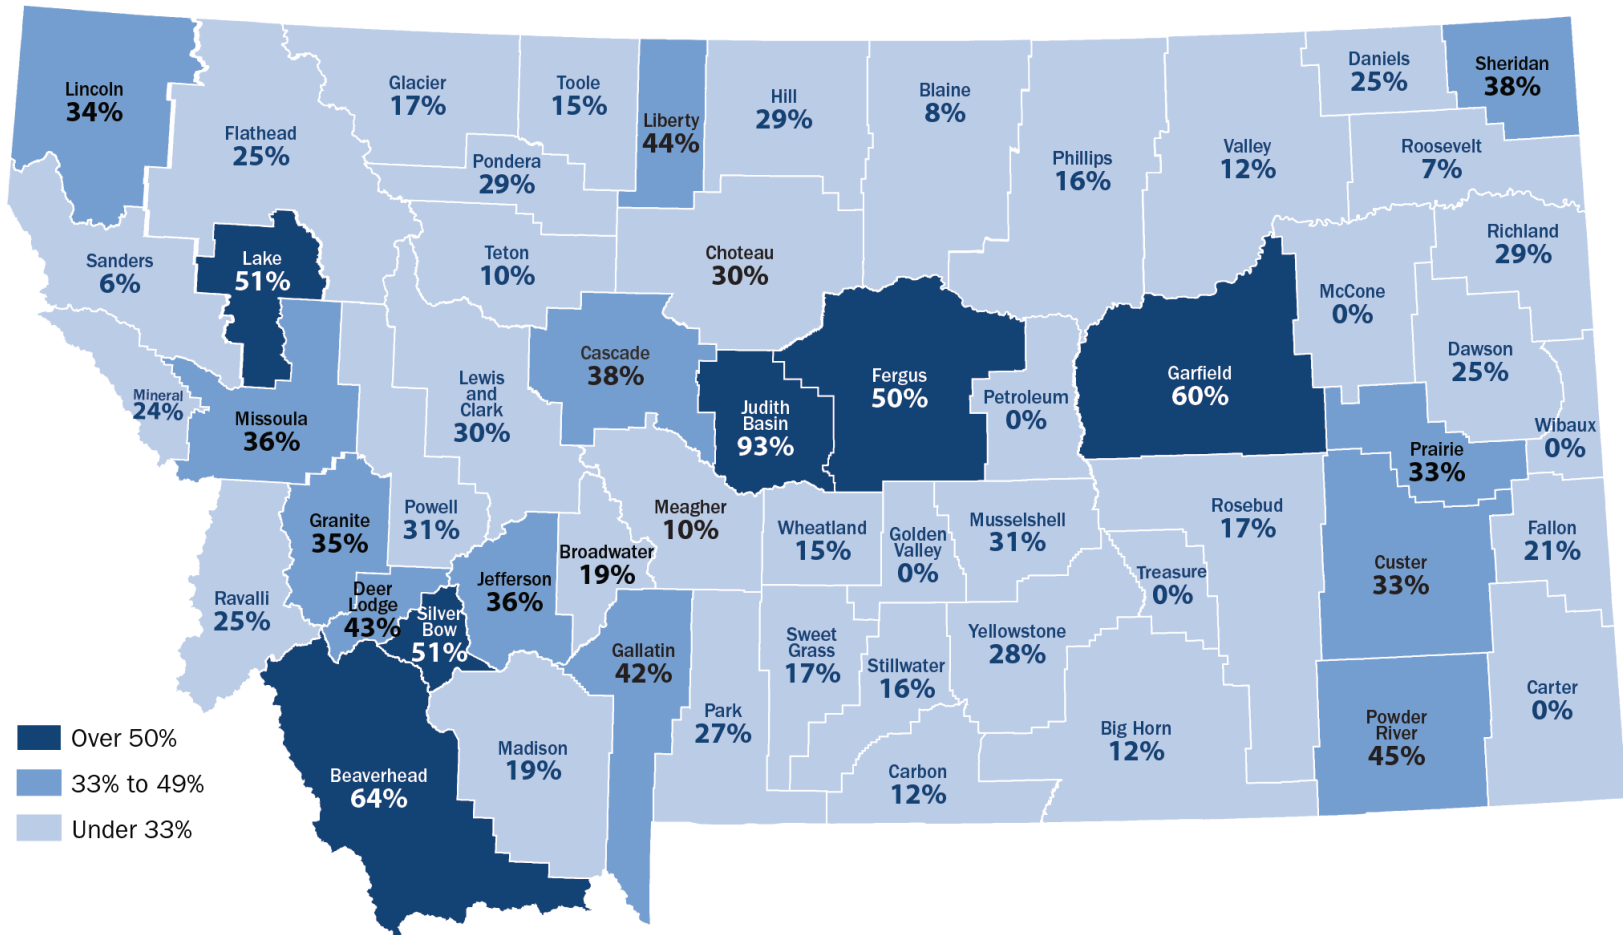 Lincoln
34%
Flathead
25%
Glacier
17%
Toole
15%
Liberty
44%
Hill
29%
Blaine
8%
Phillips
16%
Valley
12%
Daniels
25%
Sheridan
38%
Roosevelt
7%
Pondera
29%
Sanders
6%
Lake
51%
Teton
10%
Choteau
30%
Richland
29%
McCone
0%
Mineral
24%
Missoula
36%
Lewis
and
Clark
30%
Cascade
38%
Judith
Basin
93%
Fergus
50%
Petroleum
0%
Garfield
60%
Dawson
25%
Wibaux
0%
Prairie
33%
Granite
35%
Powell
31%
Meagher
10%
Broadwater
19%
Wheatland
15%
Golden
Valley
0%
Musselshell
31%
Rosebud
17%
Treasure
0%
Custer
33%
Fallon
21%
Ravalli
25%
Deer
Lodge
43%
Silver
Bow
51%
Jefferson
36%
Gallatin
42%
Sweet
Grass
17%
Stillwater
16%
Yellowstone
28%
Park
27%
Beaverhead
64%
Madison
19%
Carbon
12%
Big Horn
12%
Powder
River
45%
Carter
0%
Over 50%
33% to 49%
Under 33%